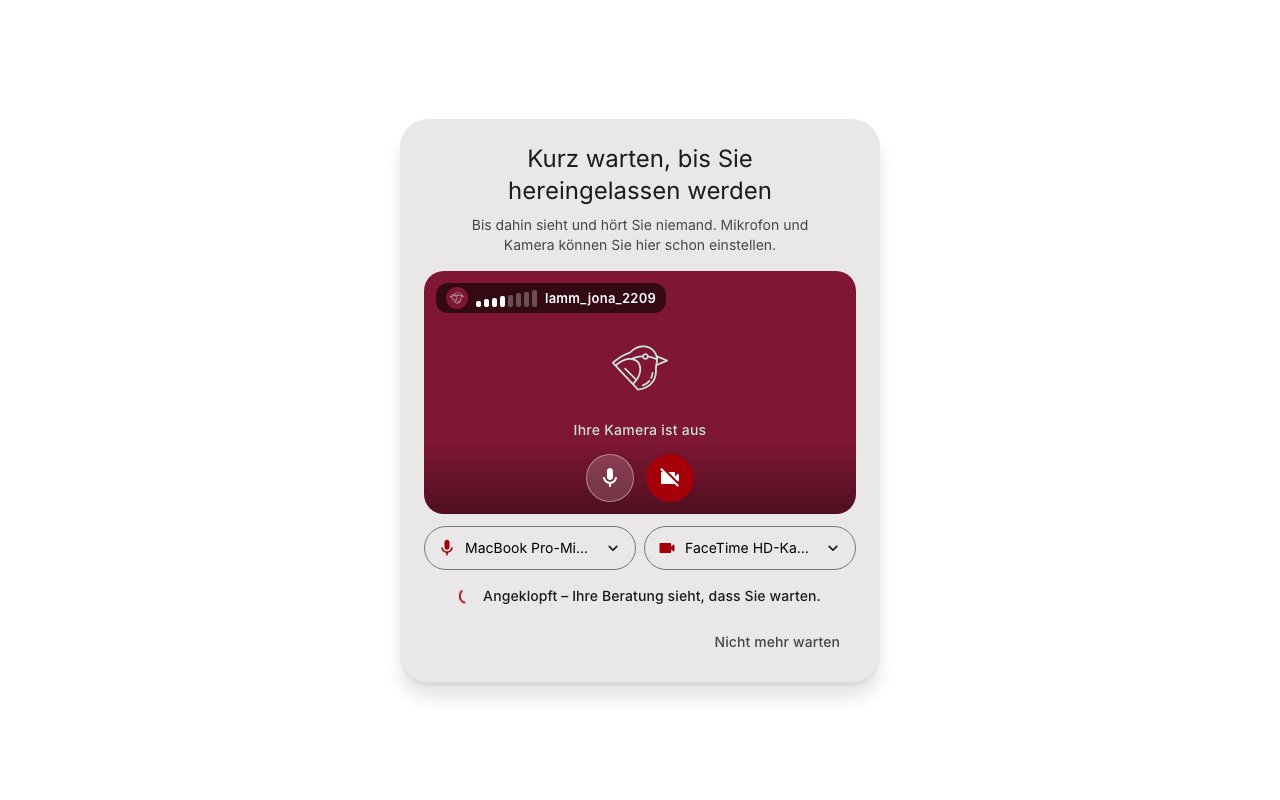 Kurz warten, bis Sie
hereingelassen werden
Bis dahin sieht und hört Sie niemand. Mikrofon und
Kamera können Sie hier schon einstellen.
lamm_jona_2209
Ihre Kamera ist aus
MacBook Pro-Mi...
FaceTime HD-Ka...
Angeklopft – Ihre Beratung sieht, dass Sie warten.
Nicht mehr warten